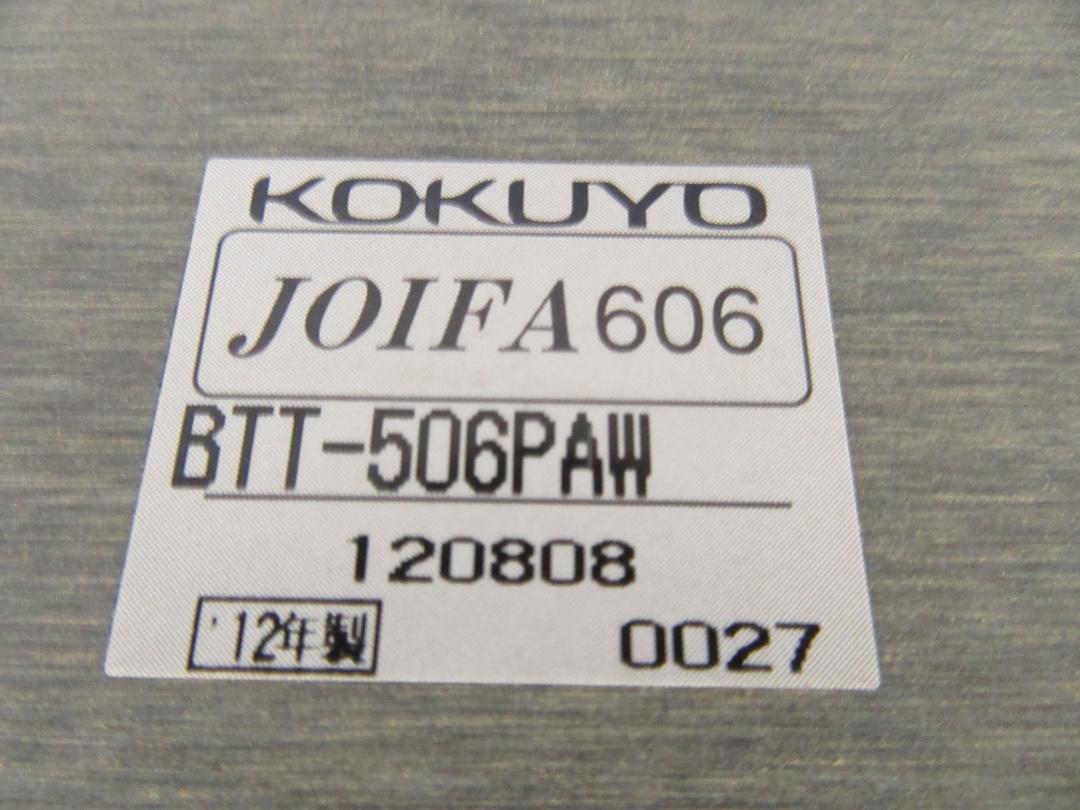 KOKUYO
JOIFA606
BTT-506PAW
120808
'12年製
0027